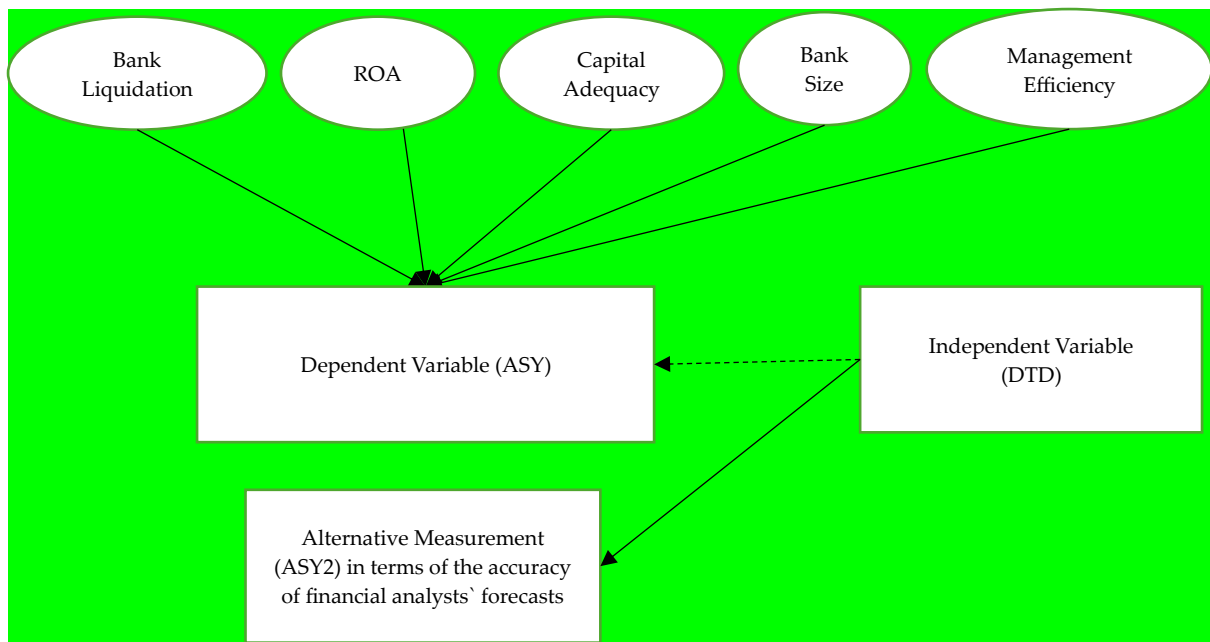 Bank
Liquidation
ROA
Capital
Adequacy
Bank
Size
Management
Efficiency
Dependent Variable (ASY)
Independent Variable
(DTD)
Alternative Measurement
(ASY2) in terms of the accuracy
of financial analysts` forecasts